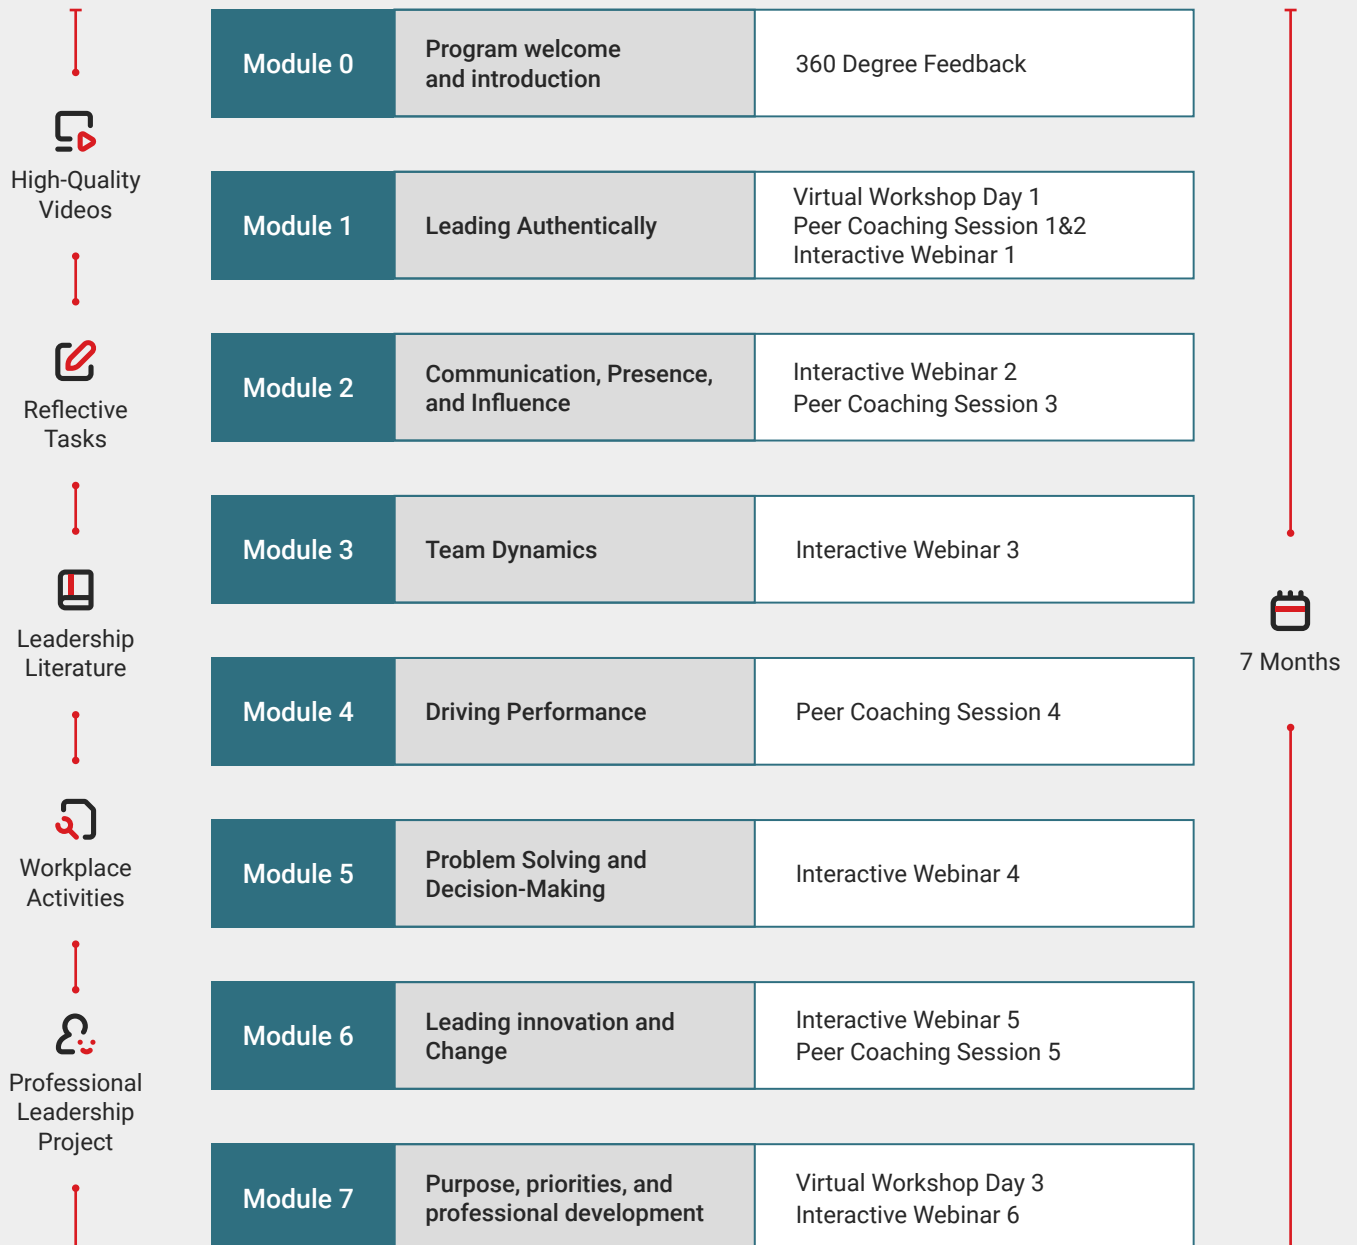 Module 0
Program welcome
and introduction
360 Degree Feedback
High-Quality
Videos
Module 1
Leading Authentically
Virtual Workshop Day 1
Peer Coaching Session 1&2
Interactive Webinar 1
Module 2
Communication, Presence,
and Influence
Interactive Webinar 2
Peer Coaching Session 3
Reflective
Tasks
Module 3
Team Dynamics
Interactive Webinar 3
Leadership
Literature
7 Months
Module 4
Driving Performance
Peer Coaching Session 4
Module 5
Problem Solving and
Decision-Making
Interactive Webinar 4
Workplace
Activities
Module 6
Leading innovation and
Change
Interactive Webinar 5
Peer Coaching Session 5
Professional
Leadership
Project
Module 7
Purpose, priorities, and
professional development
Virtual Workshop Day 3
Interactive Webinar 6